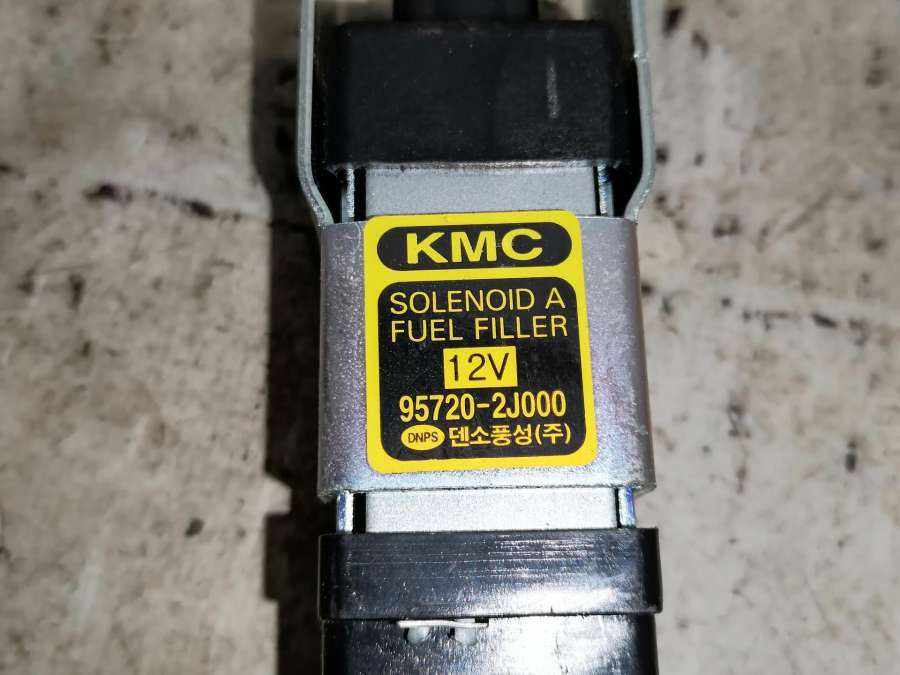 KMC
SOLENOID A
FUEL FILLER
12V
95720-2J000
DNPS 덴소풍성(주)